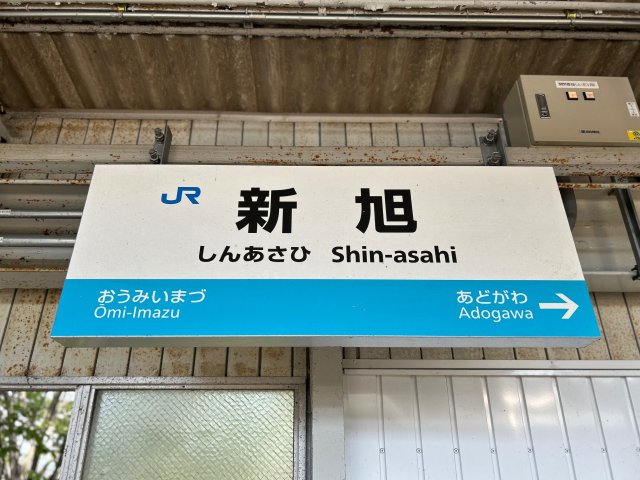 JR
新旭
しんあさひ Shin-asahi
おうみいまづ
Ōmi-Imazu
あどがわ
Adogawa